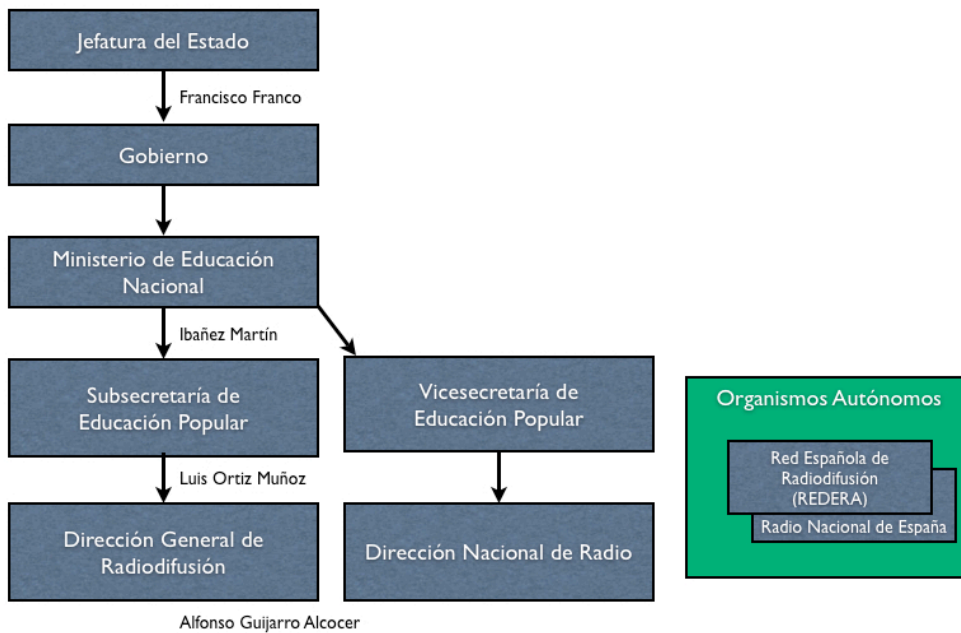 Jefatura del Estado
Francisco Franco
Gobierno
Ministerio de Educación
Nacional
Ibañez Martín
Subsecretaría de
Educación Popular
Luis Ortiz Muñoz
Dirección General de
Radiodifusión
Alfonso Guijarro Alcocer
Vicesecretaría de
Educación Popular
Dirección Nacional de Radio
Organismos Autónomos
Red Española de
Radiodifusión
(REDERA)
Radio Nacional de España